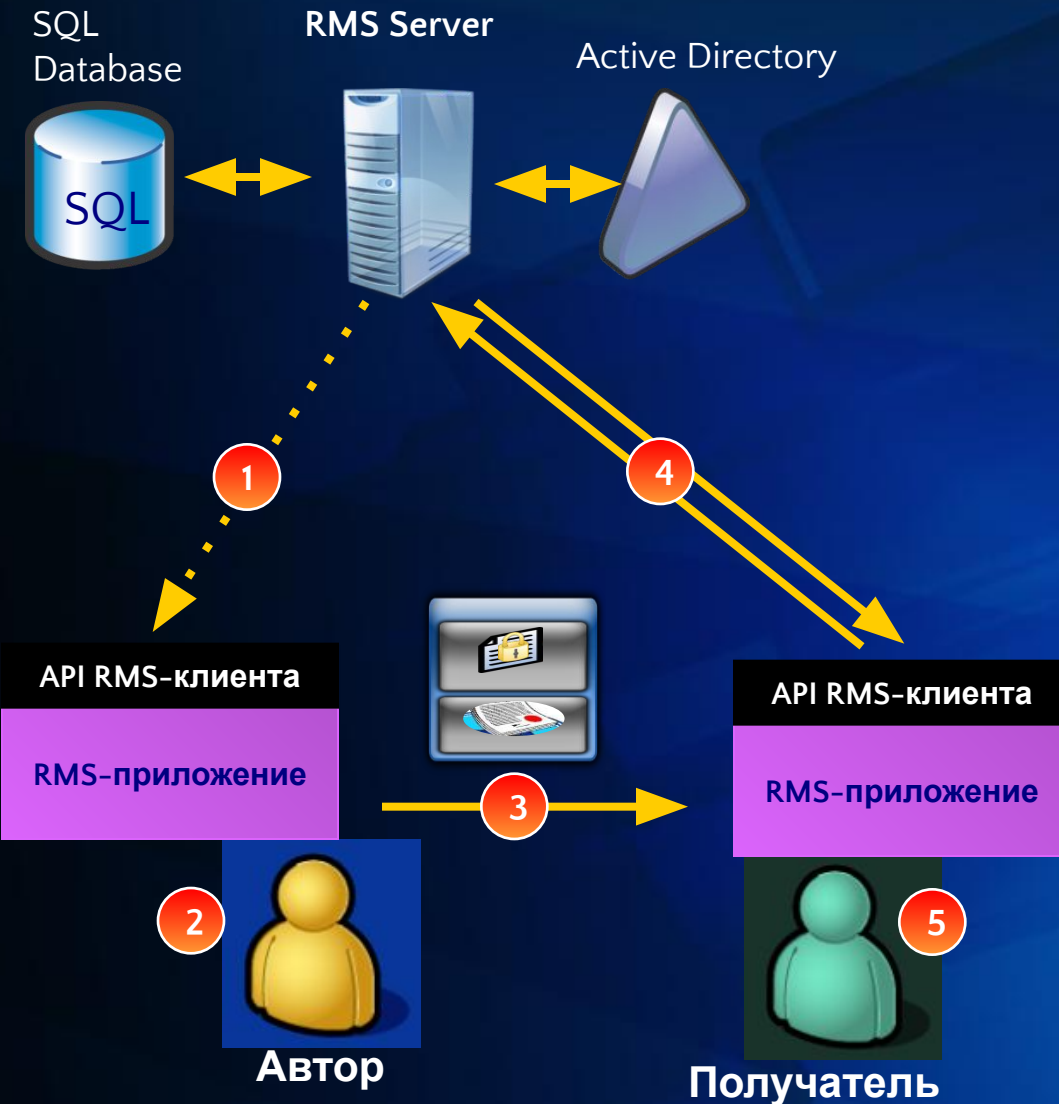 SQL
Database
RMS Server
Active Directory
SQL
1
4
API RMS-клиента
RMS-приложение
API RMS-клиента
RMS-приложение
3
2
5
Автор
Получатель